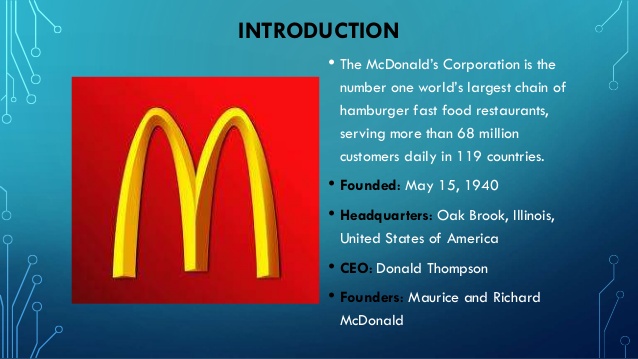 INTRODUCTION
• The McDonald's Corporation is the
number one world's largest chain of
hamburger fast food restaurants,
serving more than 68 million
customers daily in 119 countries.
• Founded: May 15, 1940
• Headquarters: Oak Brook, Illinois,
United States of America
• CEO: Donald Thompson
• Founders: Maurice and Richard
McDonald